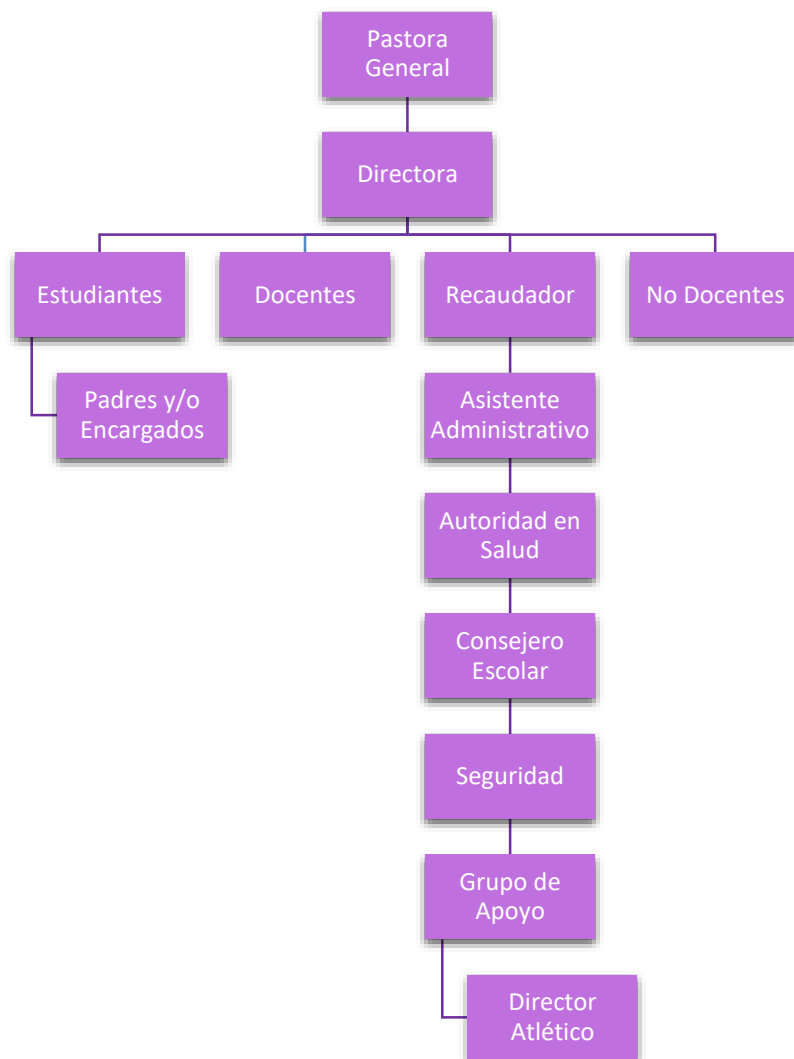 Pastora
General
Directora
Estudiantes
Docentes
Recaudador
No Docentes
Padres y/o
Encargados
Asistente
Administrativo
Autoridad en
Salud
Consejero
Escolar
Seguridad
Grupo de
Apoyo
Director
Atlético